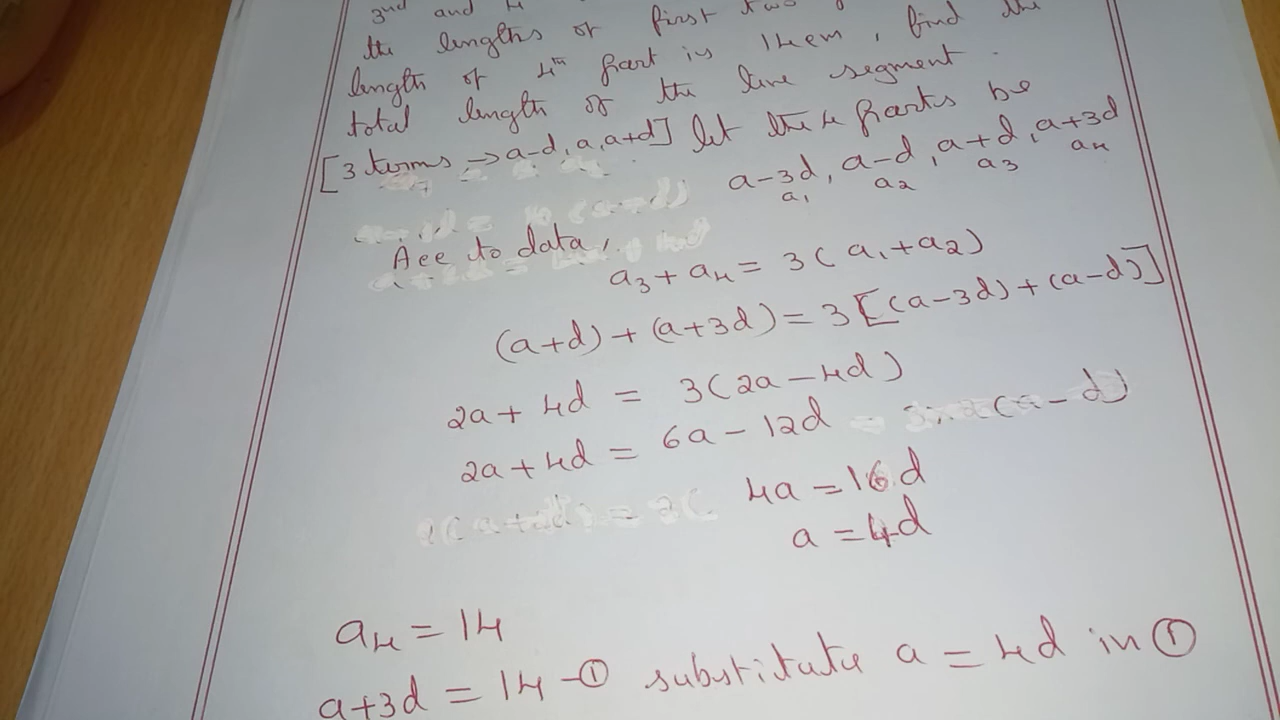 3rd and 4
the lengths of first two
length of 4th part is 14cm, find the
total length of the line segment.
[3 terms → a-d, a, a+d] let the 4 parts be
a-3d, a-d, a+d, a+3d
a₁ a₂ a₃ a₄
Acc to data,
a₃ + a₄ = 3(a₁+a₂)
(a+d) + (a+3d) = 3[(a-3d)+(a-d)]
2a + 4d = 3(2a-4d)
2a + 4d = 6a - 12d
4a = 16d
a = 4d
a₄ = 14
a+3d = 14 -① substitute a = 4d in ①